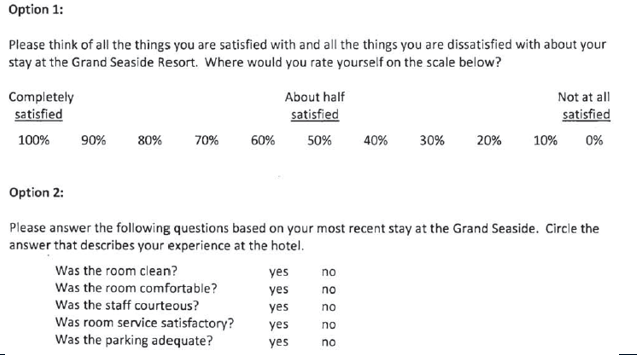 Option 1:
Please think of all the things you are satisfied with and all the things you are dissatisfied with about your
stay at the Grand Seaside Resort. Where would you rate yourself on the scale below?
Completely About half Not at all
satisfied satisfied satisfied
100% 90% 80% 70% 60% 50% 40% 30% 20% 10% 0%
Option 2:
Please answer the following questions based on your most recent stay at the Grand Seaside. Circle the
answer that describes your experience at the hotel.
Was the room clean? yes no
Was the room comfortable? yes no
Was the staff courteous? yes no
Was room service satisfactory? yes no
Was the parking adequate? yes no